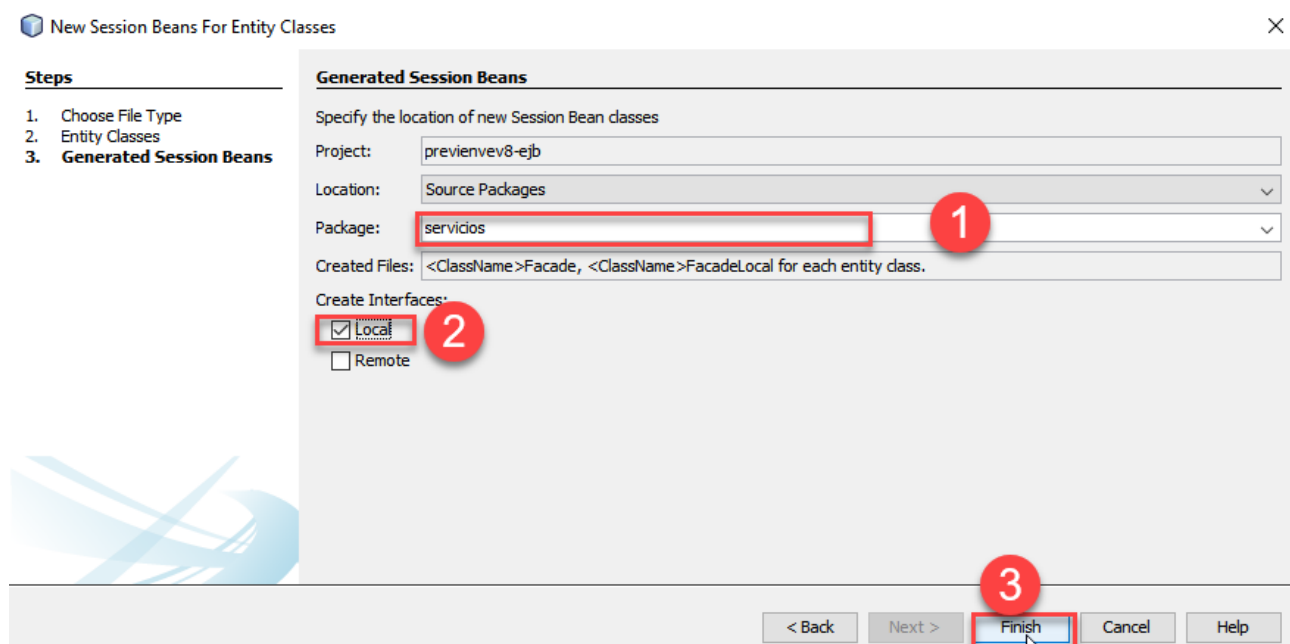 New Session Beans For Entity Classes
Steps
1. Choose File Type
2. Entity Classes
3. Generated Session Beans
Generated Session Beans
Specify the location of new Session Bean classes
Project: previenvev8-ejb
Location: Source Packages
Package: servicios
1
Created Files: <ClassName>Facade, <ClassName>FacadeLocal for each entity class.
Create Interfaces:
Local
2
Remote
3
< Back Next > Finish Cancel Help